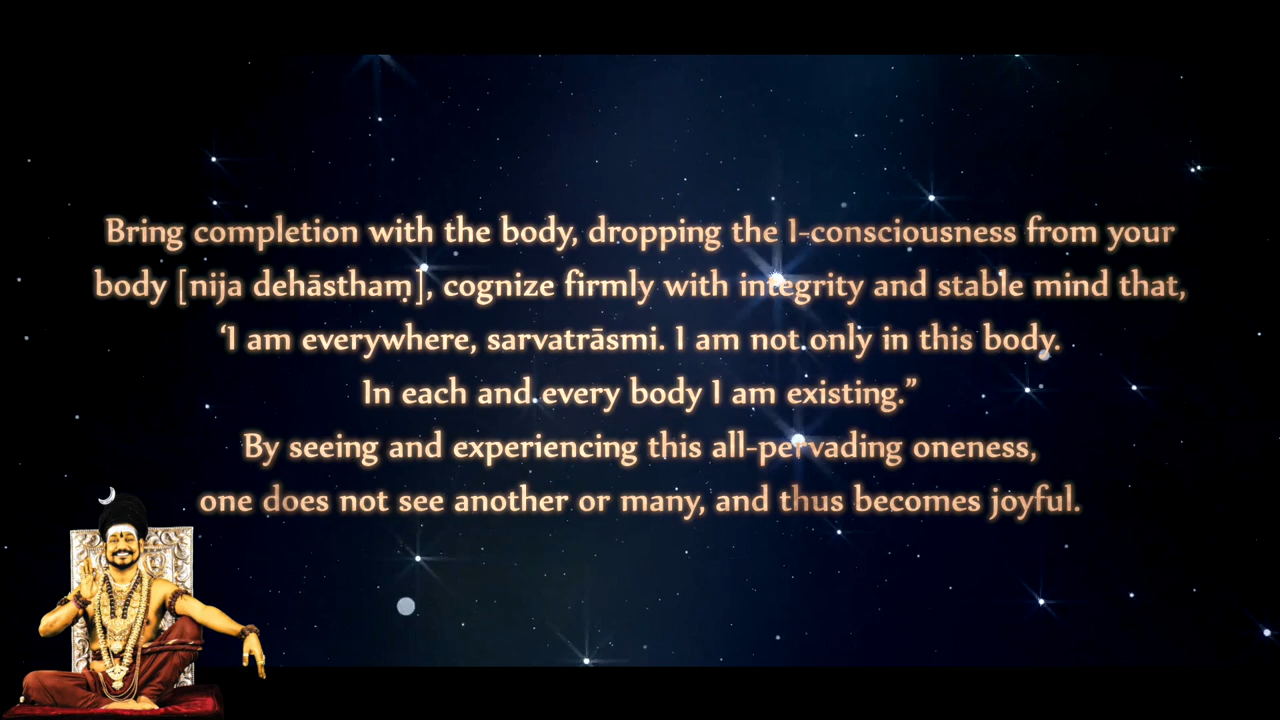 Bring completion with the body, dropping the I-consciousness from your
body [nija dehāsthaṃ], cognize firmly with integrity and stable mind that,
‘I am everywhere, sarvatrāsmi. I am not only in this body.
In each and every body I am existing.”
By seeing and experiencing this all-pervading oneness,
one does not see another or many, and thus becomes joyful.